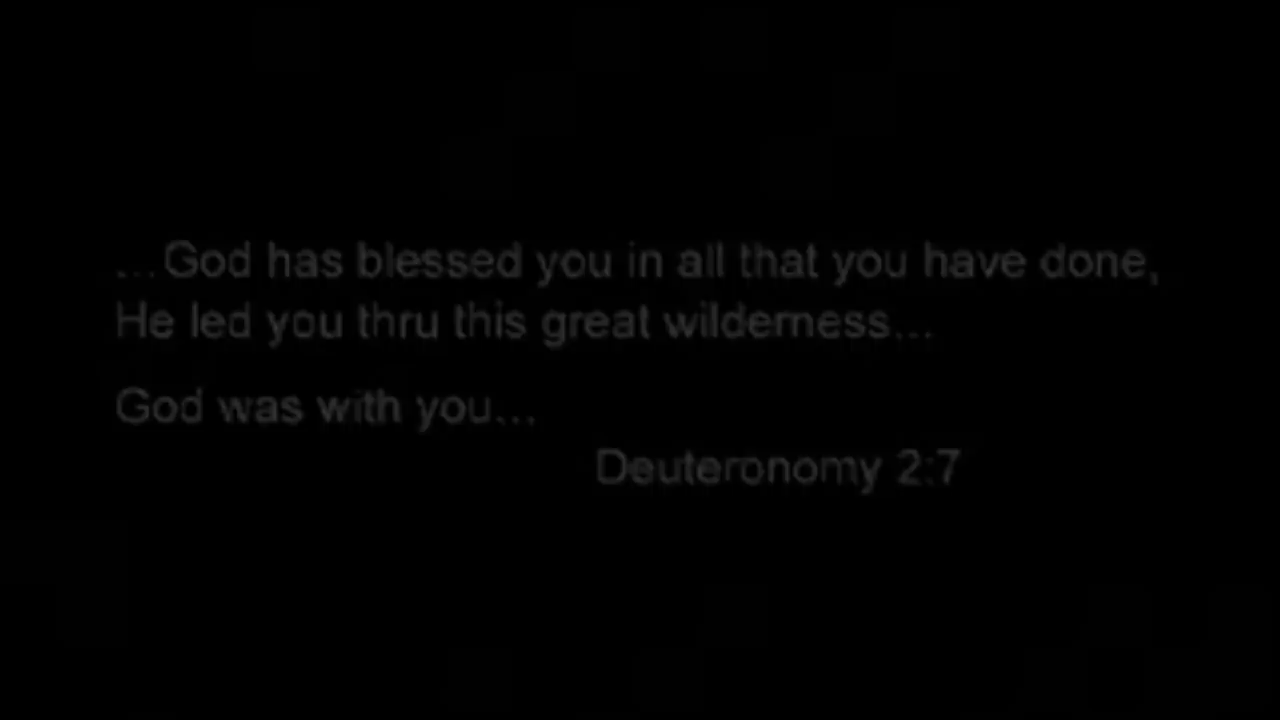 ...God has blessed you in all that you have done,
He led you thru this great wilderness...
God was with you...
Deuteronomy 2:7